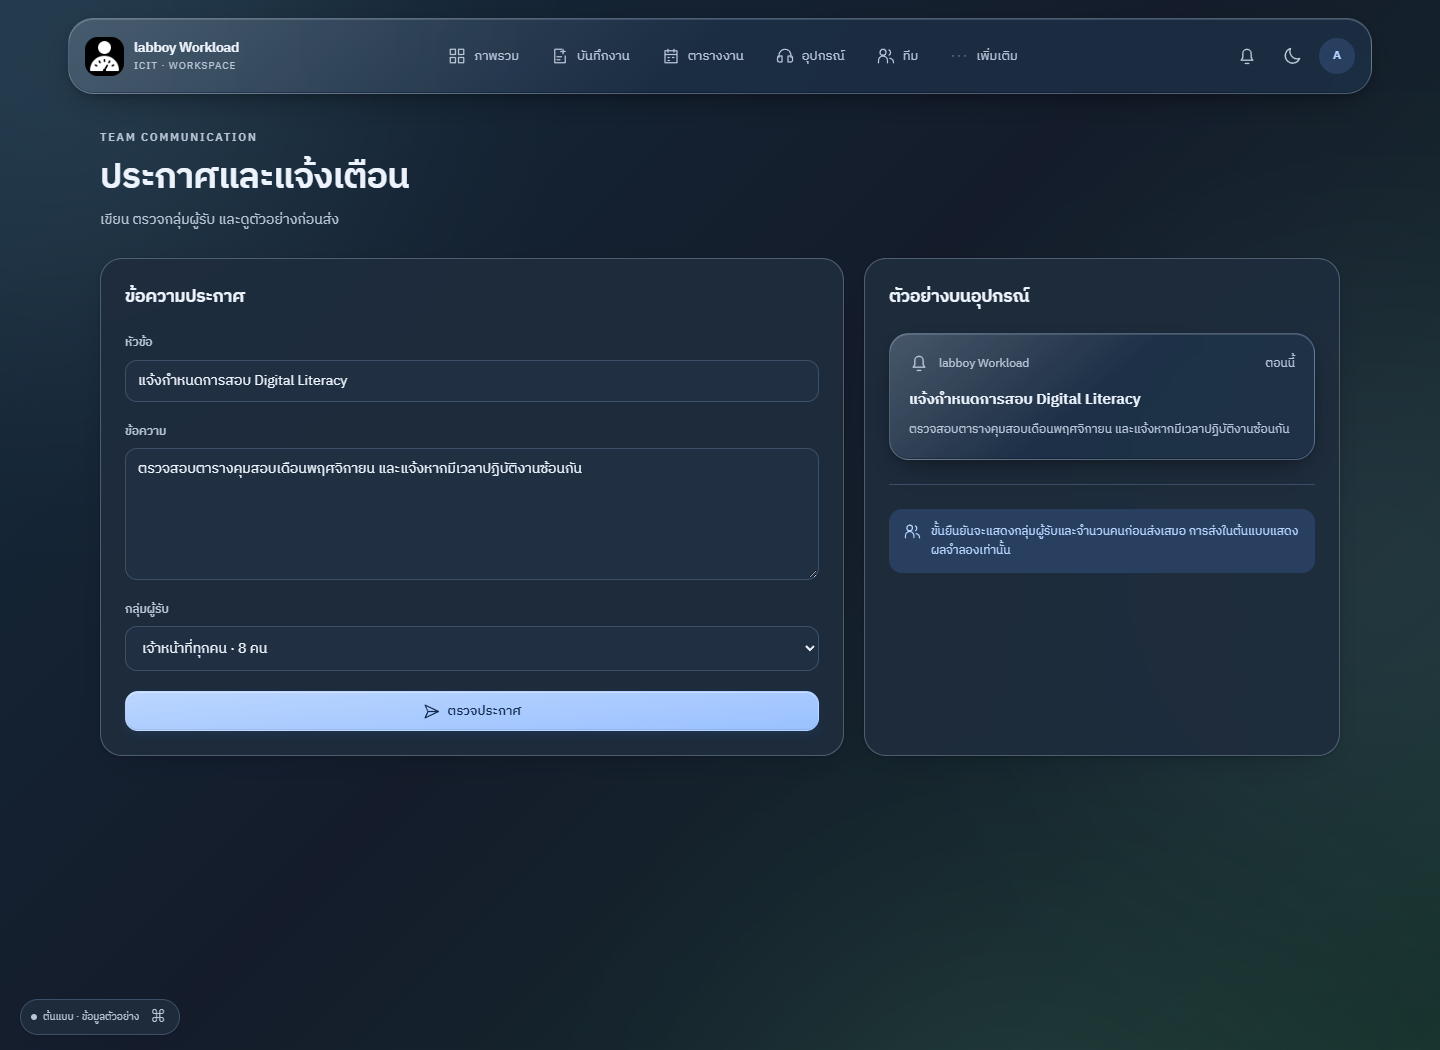 labboy Workload
ICIT · WORKSPACE
ภาพรวม
บันทึกงาน
ตารางงาน
อุปกรณ์
ทีม
··· เพิ่มเติม
A
TEAM COMMUNICATION
ประกาศและแจ้งเตือน
เขียน ตรวจกลุ่มผู้รับ และดูตัวอย่างก่อนส่ง
ข้อความประกาศ
หัวข้อ
แจ้งกำหนดการสอบ Digital Literacy
ข้อความ
ตรวจสอบตารางคุมสอบเดือนพฤศจิกายน และแจ้งหากมีเวลาปฏิบัติงานซ้อนกัน
กลุ่มผู้รับ
เจ้าหน้าที่ทุกคน · 8 คน
ตรวจประกาศ
ตัวอย่างบนอุปกรณ์
labboy Workload
ตอนนี้
แจ้งกำหนดการสอบ Digital Literacy
ตรวจสอบตารางคุมสอบเดือนพฤศจิกายน และแจ้งหากมีเวลาปฏิบัติงานซ้อนกัน
ขั้นยืนยันจะแสดงกลุ่มผู้รับและจำนวนคนก่อนส่งเสมอ การส่งในต้นแบบแสดง
ผลจำลองเท่านั้น
ต้นแบบ · ข้อมูลตัวอย่าง ⌘